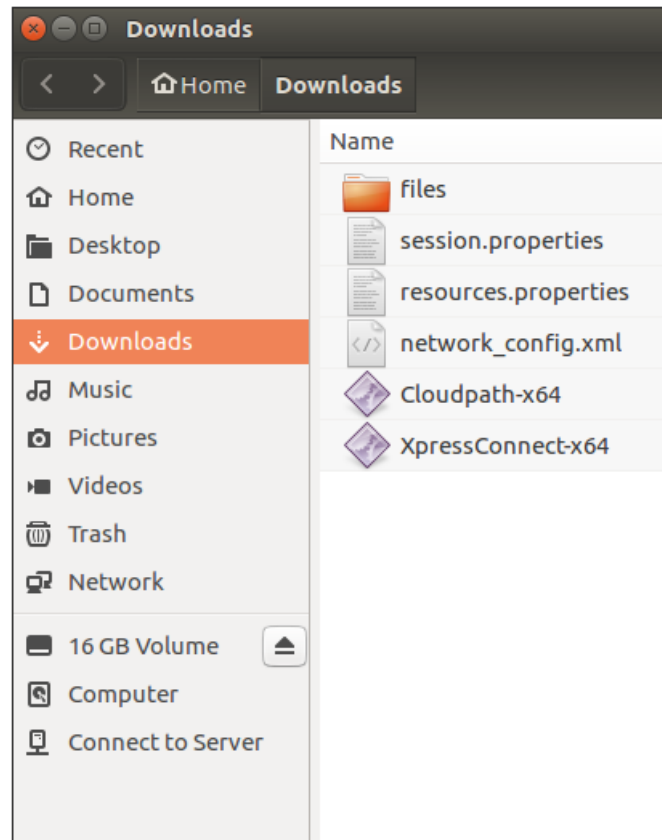 Downloads
Home Downloads
Recent
Home
Desktop
Documents
Downloads
Music
Pictures
Videos
Trash
Network
16 GB Volume
Computer
Connect to Server
Name
files
session.properties
resources.properties
network_config.xml
Cloudpath-x64
XpressConnect-x64